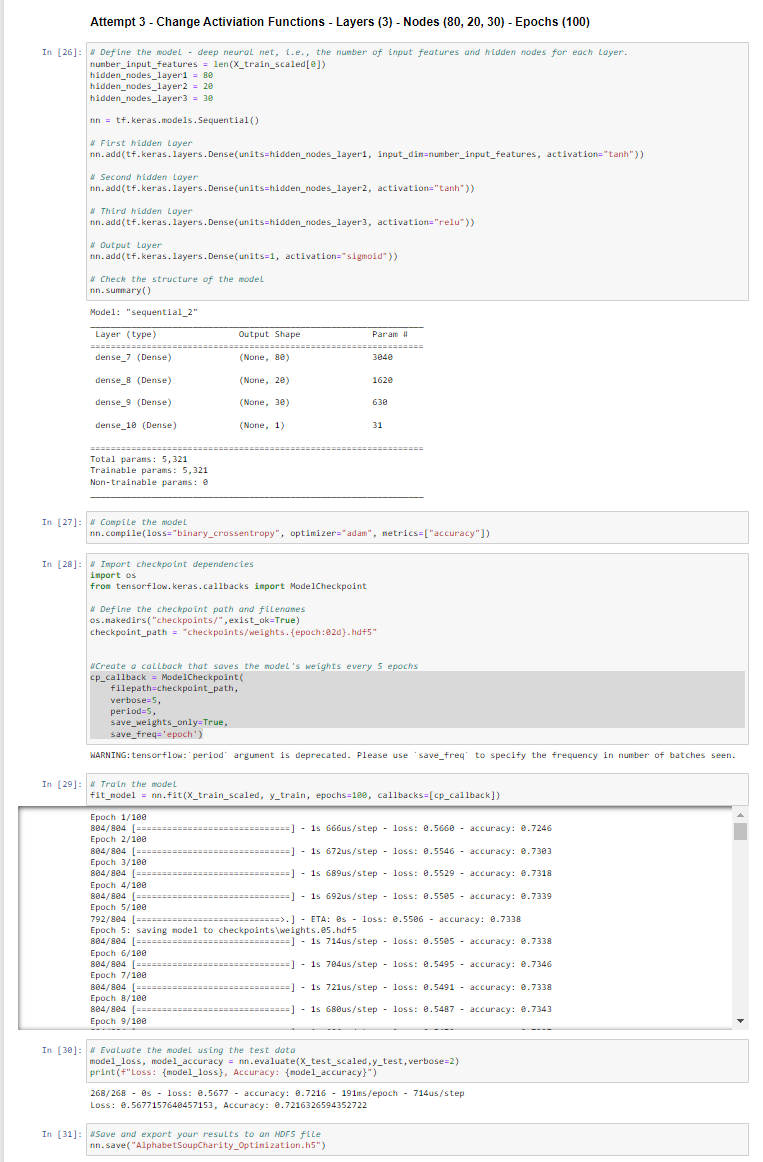 Attempt 3 - Change Activiation Functions - Layers (3) - Nodes (80, 20, 30) - Epochs (100)
In [26]: # Define the model - deep neural net, i.e., the number of input features and hidden nodes for each layer.
number_input_features = len(X_train_scaled[0])
hidden_nodes_layer1 = 80
hidden_nodes_layer2 = 20
hidden_nodes_layer3 = 30
nn = tf.keras.models.Sequential()
# First hidden layer
nn.add(tf.keras.layers.Dense(units=hidden_nodes_layer1, input_dim=number_input_features, activation="tanh"))
# Second hidden layer
nn.add(tf.keras.layers.Dense(units=hidden_nodes_layer2, activation="tanh"))
# Third hidden layer
nn.add(tf.keras.layers.Dense(units=hidden_nodes_layer3, activation="relu"))
# Output layer
nn.add(tf.keras.layers.Dense(units=1, activation="sigmoid"))
# Check the structure of the model
nn.summary()
Model: "sequential_2"
Layer (type) Output Shape Param #
=================================================================
dense_7 (Dense) (None, 80) 3040
dense_8 (Dense) (None, 20) 1620
dense_9 (Dense) (None, 30) 630
dense_10 (Dense) (None, 1) 31
=================================================================
Total params: 5,321
Trainable params: 5,321
Non-trainable params: 0
In [27]: # Compile the model
nn.compile(loss="binary_crossentropy", optimizer="adam", metrics=["accuracy"])
In [28]: # Import checkpoint dependencies
import os
from tensorflow.keras.callbacks import ModelCheckpoint
# Define the checkpoint path and filenames
os.makedirs("checkpoints/",exist_ok=True)
checkpoint_path = "checkpoints/weights.{epoch:02d}.hdf5"
#Create a callback that saves the model's weights every 5 epochs
cp_callback = ModelCheckpoint(
filepath=checkpoint_path,
verbose=5,
period=5,
save_weights_only=True,
save_freq='epoch')
WARNING:tensorflow:`period` argument is deprecated. Please use `save_freq` to specify the frequency in number of batches seen.
In [29]: # Train the model
fit_model = nn.fit(X_train_scaled, y_train, epochs=100, callbacks=[cp_callback])
Epoch 1/100
804/804 [==============================] - 1s 666us/step - loss: 0.5660 - accuracy: 0.7246
Epoch 2/100
804/804 [==============================] - 1s 672us/step - loss: 0.5546 - accuracy: 0.7303
Epoch 3/100
804/804 [==============================] - 1s 689us/step - loss: 0.5529 - accuracy: 0.7318
Epoch 4/100
804/804 [==============================] - 1s 692us/step - loss: 0.5505 - accuracy: 0.7339
Epoch 5/100
792/804 [============================>.] - ETA: 0s - loss: 0.5506 - accuracy: 0.7338
Epoch 5: saving model to checkpoints\weights.05.hdf5
804/804 [==============================] - 1s 714us/step - loss: 0.5505 - accuracy: 0.7338
Epoch 6/100
804/804 [==============================] - 1s 704us/step - loss: 0.5495 - accuracy: 0.7346
Epoch 7/100
804/804 [==============================] - 1s 721us/step - loss: 0.5491 - accuracy: 0.7338
Epoch 8/100
804/804 [==============================] - 1s 680us/step - loss: 0.5487 - accuracy: 0.7343
Epoch 9/100
In [30]: # Evaluate the model using the test data
model_loss, model_accuracy = nn.evaluate(X_test_scaled,y_test,verbose=2)
print(f"Loss: {model_loss}, Accuracy: {model_accuracy}")
268/268 - 0s - loss: 0.5677 - accuracy: 0.7216 - 191ms/epoch - 714us/step
Loss: 0.5677157640457153, Accuracy: 0.7216326594352722
In [31]: #Save and export your results to an HDF5 file
nn.save("AlphabetSoupCharity_Optimization.h5")